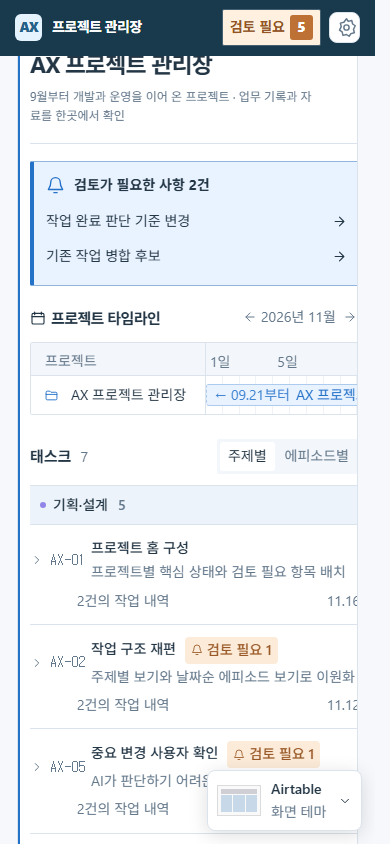 AX 프로젝트 관리장 검토 필요 5
AX 프로젝트 관리장
9월부터 개발과 운영을 이어 온 프로젝트 · 업무 기록과 자
료를 한곳에서 확인
검토가 필요한 사항 2건
작업 완료 판단 기준 변경 →
기존 작업 병합 후보 →
프로젝트 타임라인 ← 2026년 11월 →
프로젝트 1일 5일
AX 프로젝트 관리장 ← 09.21부터 AX 프로젝
태스크 7 주제별 에피소드별
기획·설계 5
AX-01 프로젝트 홈 구성
프로젝트별 핵심 상태와 검토 필요 항목 배치
2건의 작업 내역 11.16
AX-02 작업 구조 재편 검토 필요 1
주제별 보기와 날짜순 에피소드 보기로 이원화
2건의 작업 내역 11.12
AX-05 중요 변경 사용자 확인 검토 필요 1
AI가 판단하기 어려운
2건의 작업 내역
Airtable
화면 테마